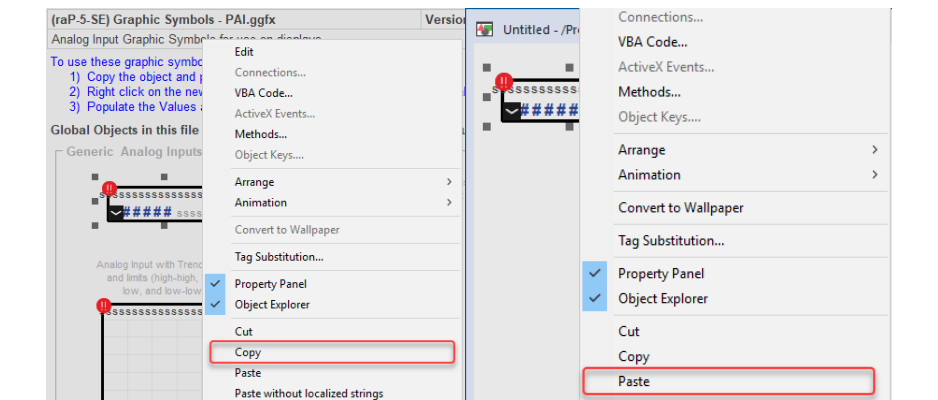 (raP-5-SE) Graphic Symbols - PAI.ggfx
Analog Input Graphic Symbols for use on displays
To use these graphic symbo
1) Copy the object and p
2) Right click on the new
3) Populate the Values a
Global Objects in this file
Generic Analog Inputs
ssssssssssssss
##### ssss
Analog Input with Trend
and limits (high-high,
low, and low-low
sssssssssssss
Edit
Connections...
VBA Code...
ActiveX Events...
Methods...
Object Keys....
Arrange
Animation
Convert to Wallpaper
Tag Substitution...
Property Panel
Object Explorer
Cut
Copy
Paste
Paste without localized strings
Versio
Untitled - /Pr
ssssssssss
#####
Connections...
VBA Code...
ActiveX Events...
Methods...
Object Keys....
Arrange
Animation
Convert to Wallpaper
Tag Substitution...
Property Panel
Object Explorer
Cut
Copy
Paste